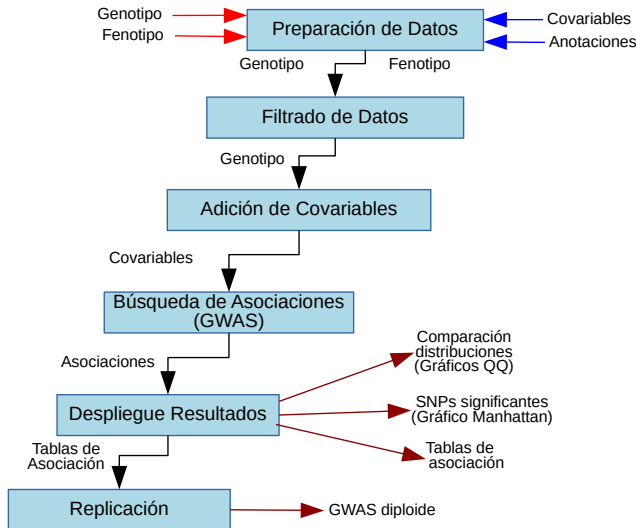 Genotipo
Fenotipo
Preparación de Datos
Covariables
Anotaciones
Genotipo
Fenotipo
Filtrado de Datos
Genotipo
Adición de Covariables
Covariables
Búsqueda de Asociaciones
(GWAS)
Asociaciones
Comparación
distribuciones
(Gráficos QQ)
Despliegue Resultados
SNPs significantes
(Gráfico Manhattan)
Tablas de
asociación
Tablas de
Asociación
Replicación
GWAS diploide